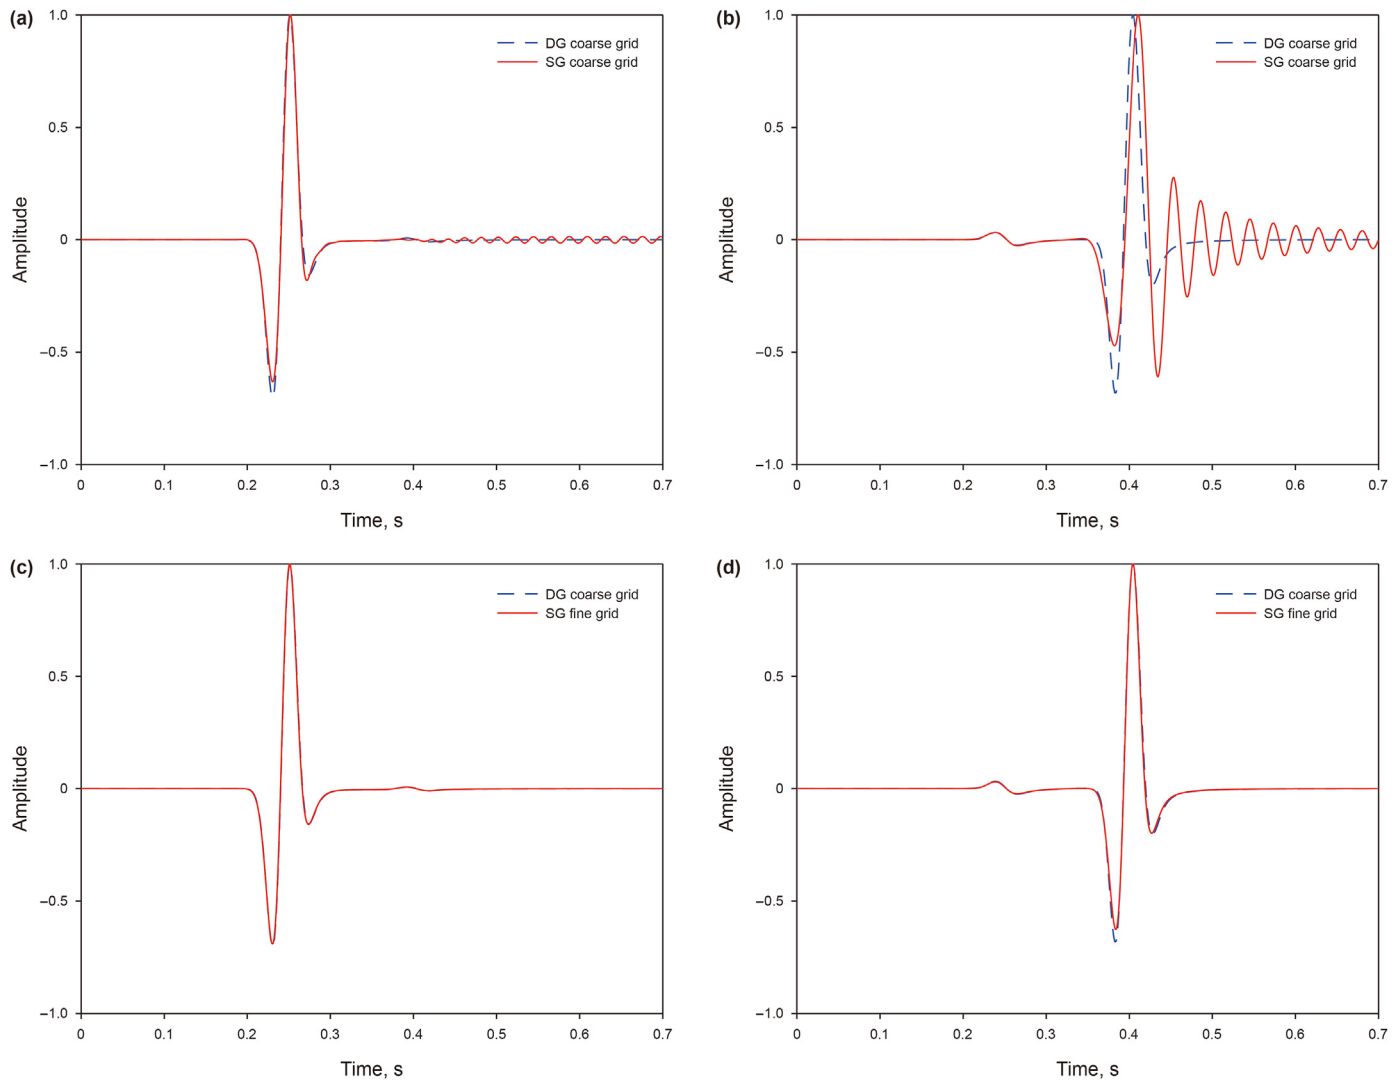 (a)
1.0
0.5
0
–0.5
–1.0
0 0.1 0.2 0.3 0.4 0.5 0.6 0.7
Amplitude
Time, s
DG coarse grid
SG coarse grid
(b)
1.0
0.5
0
–0.5
–1.0
0 0.1 0.2 0.3 0.4 0.5 0.6 0.7
Amplitude
Time, s
DG coarse grid
SG coarse grid
(c)
1.0
0.5
0
–0.5
–1.0
0 0.1 0.2 0.3 0.4 0.5 0.6 0.7
Amplitude
Time, s
DG coarse grid
SG fine grid
(d)
1.0
0.5
0
–0.5
–1.0
0 0.1 0.2 0.3 0.4 0.5 0.6 0.7
Amplitude
Time, s
DG coarse grid
SG fine grid